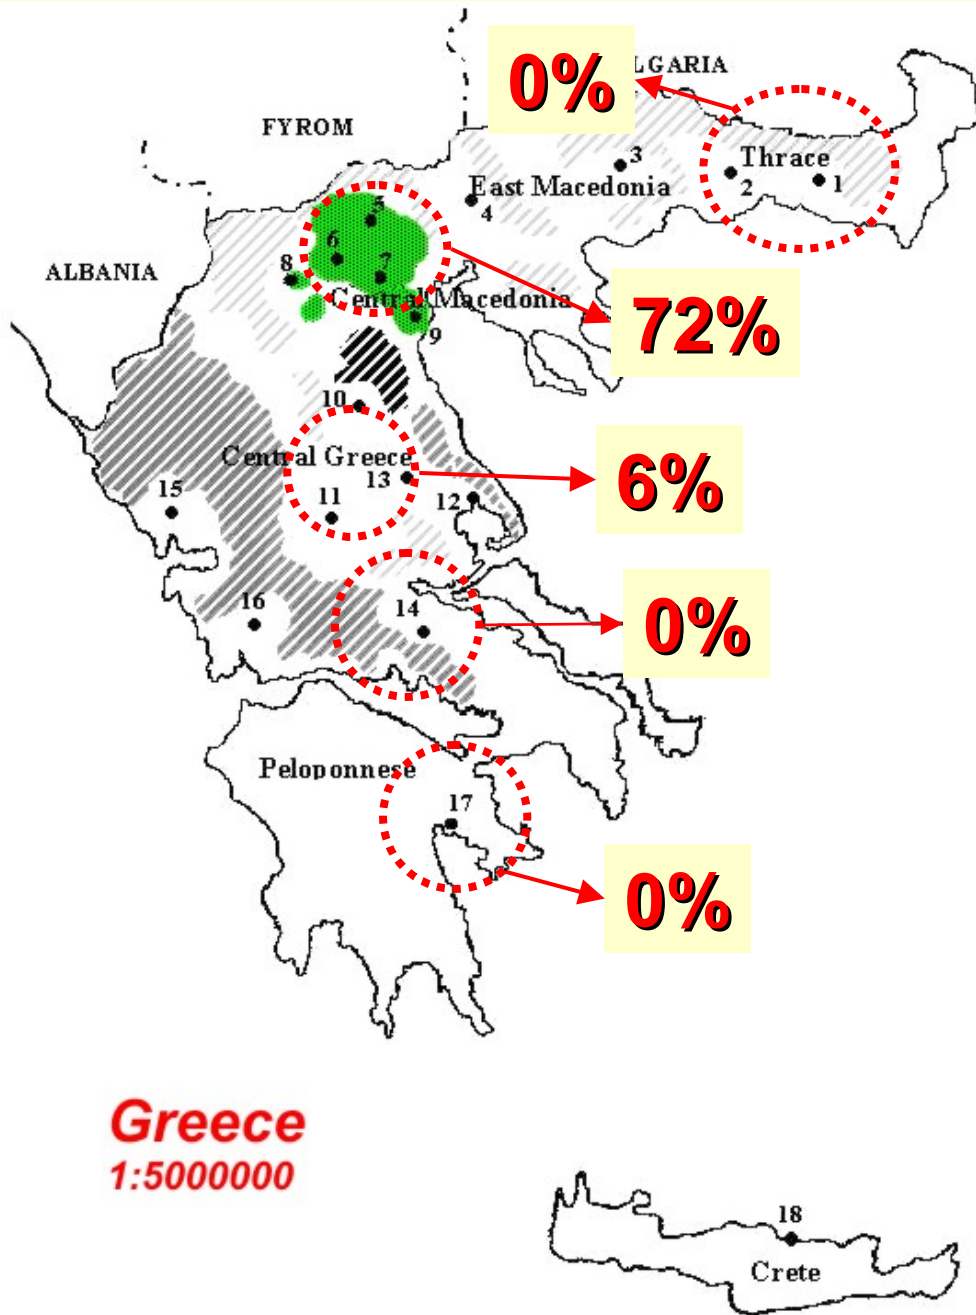 0%
LGARIA
FYROM
3
Thrace
East Macedonia
2
1
4
5
6
ALBANIA
8
7
Central Macedonia
9
72%
10
Central Greece
13
6%
15
11
12
16
14
0%
Peloponnese
17
0%
Greece
1:5000000
18
Crete